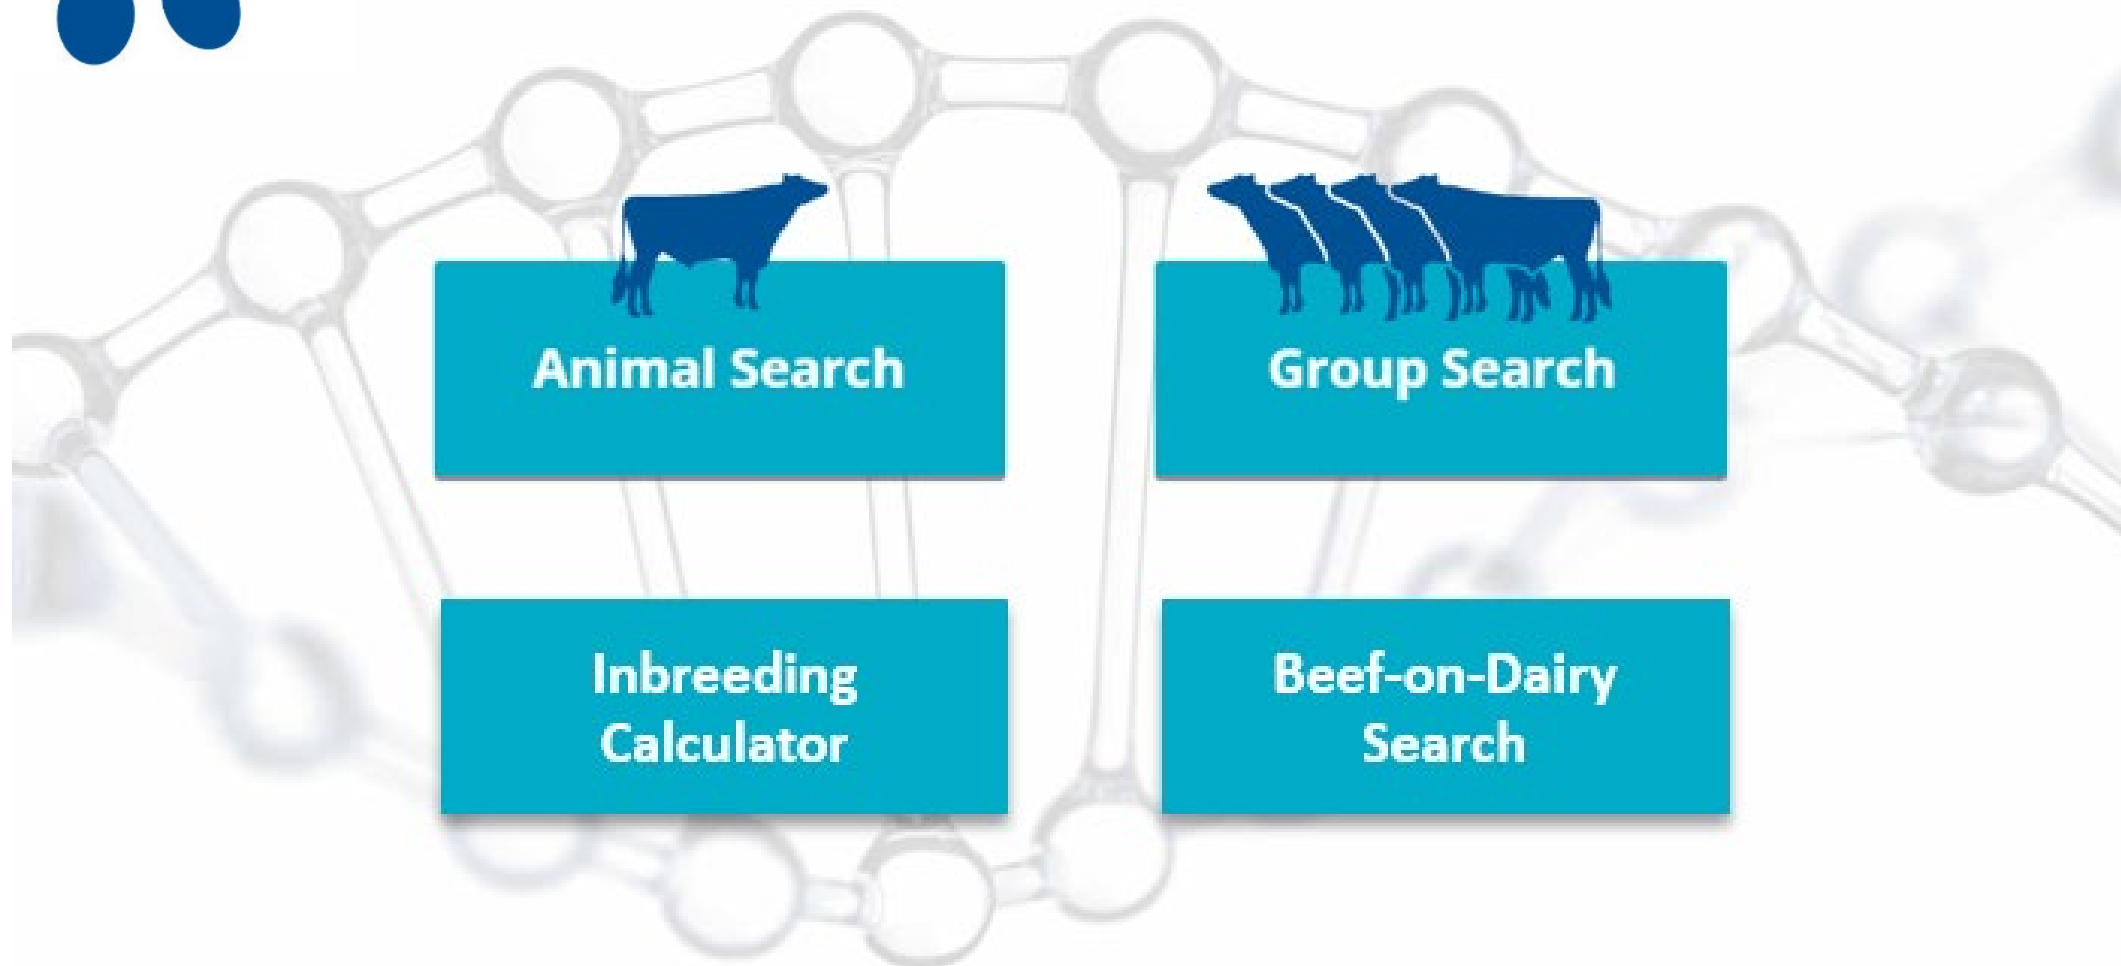 Animal Search
Group Search
Inbreeding
Calculator
Beef-on-Dairy
Search